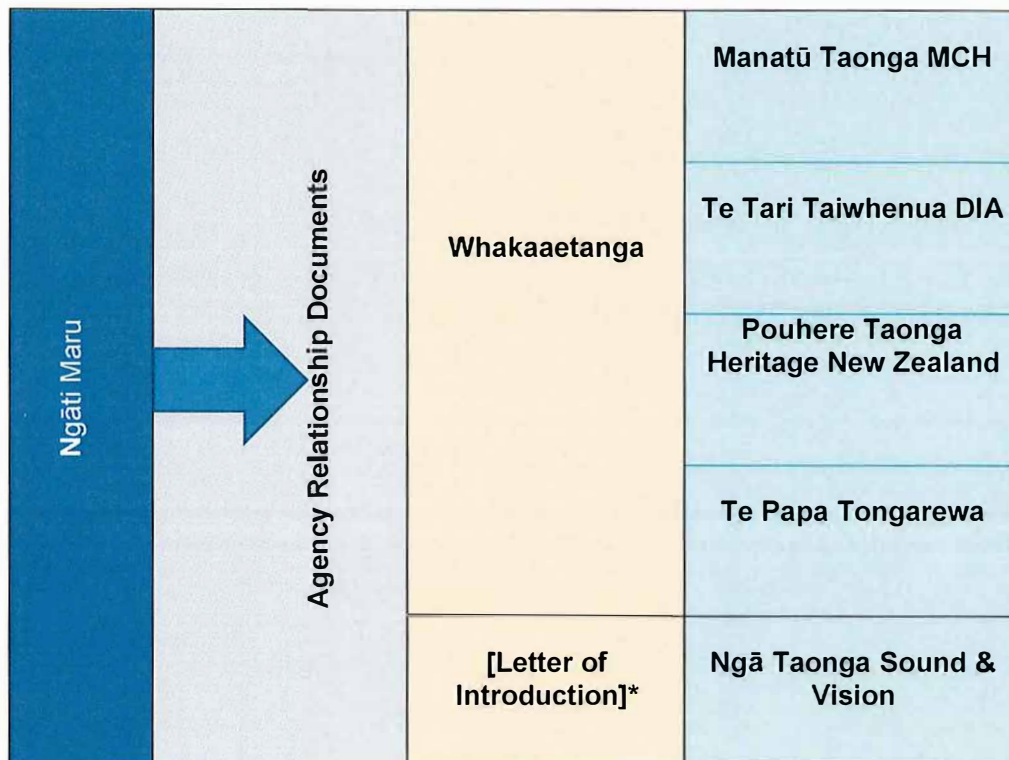 Ngāti Maru
Agency Relationship Documents
Whakaaetanga
Manatū Taonga MCH
Te Tari Taiwhenua DIA
Pouhere Taonga
Heritage New Zealand
Te Papa Tongarewa
[Letter of
Introduction]*
Ngā Taonga Sound &
Vision